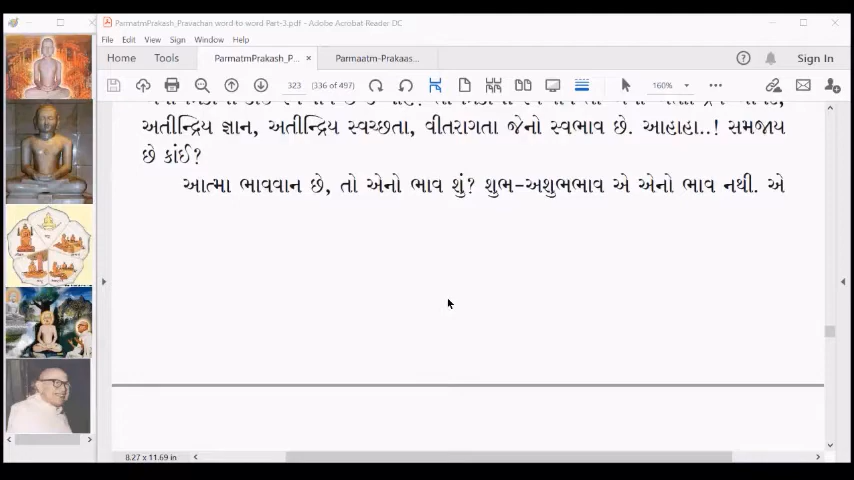 ParmatmPrakash_Pravachan word to word Part-3.pdf - Adobe Acrobat Reader DC
File Edit View Sign Window Help
Home Tools ParmatmPrakash_P... × Parmaatm-Prakaas... Sign In
323 (336 of 497) 160%
અતીન્દ્રિય જ્ઞાન, અતીન્દ્રિય સ્વચ્છતા, વીતરાગતા જેનો સ્વભાવ છે. આહાહા..! સમજાય
છે કાંઈ?
આત્મા ભાવવાન છે, તો એનો ભાવ શું? શુભ-અશુભભાવ એ એનો ભાવ નથી. એ
8.27 x 11.69 in